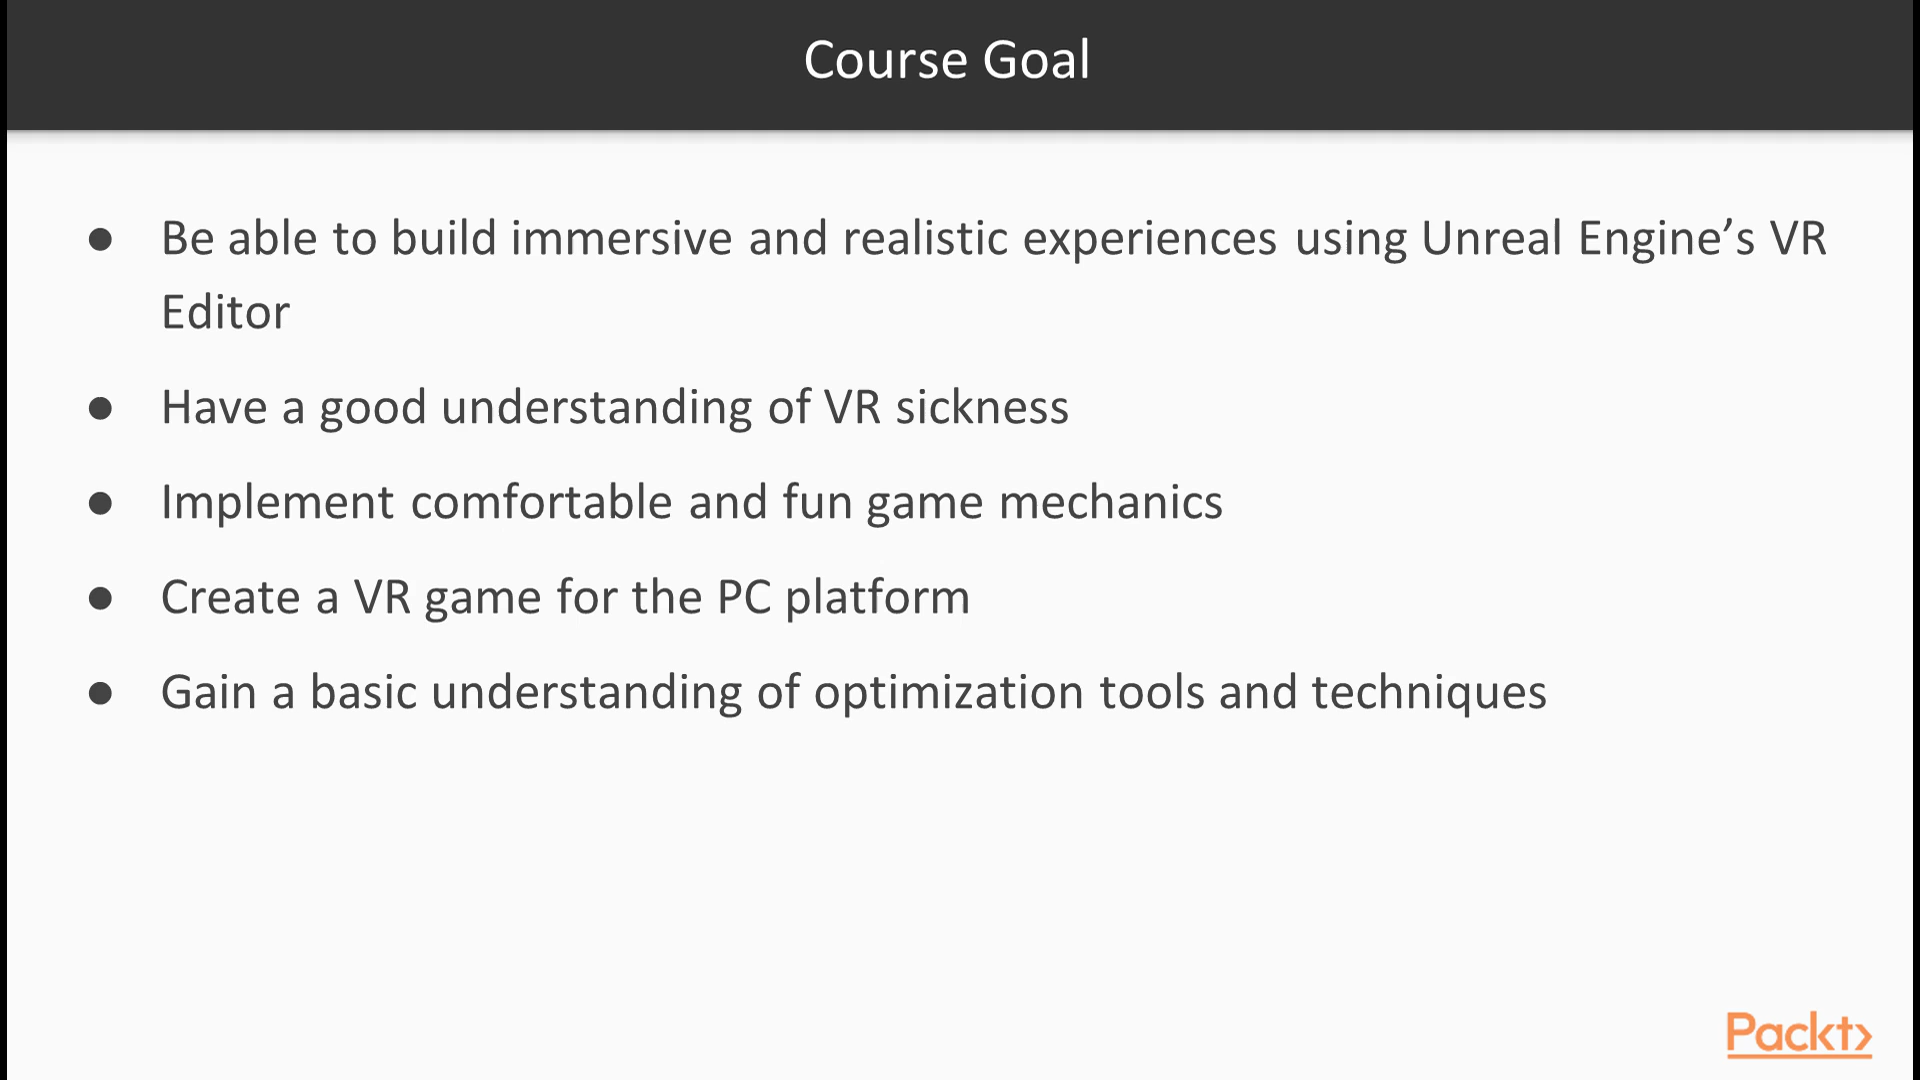 Course Goal
● Be able to build immersive and realistic experiences using Unreal Engine’s VR
Editor
● Have a good understanding of VR sickness
● Implement comfortable and fun game mechanics
● Create a VR game for the PC platform
● Gain a basic understanding of optimization tools and techniques
Packt>